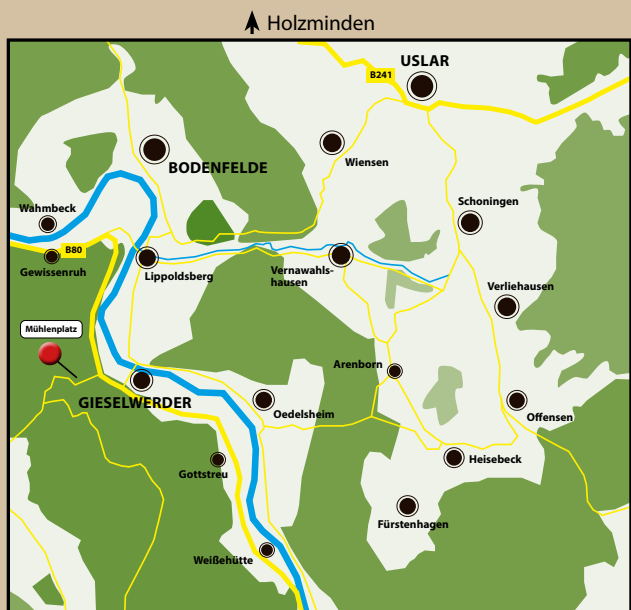 Holzminden
USLAR
B241
BODENFELDE
Wiensen
Schoningen
Wahmbeck
B80
Gewissenruh
Lippoldsberg
Vernawahls-
hausen
Verliehausen
Mühlenplatz
Arenborn
GIESELWERDER
Oedelsheim
Offensen
Gottstreu
Heisebeck
Fürstenhagen
Weißehütte